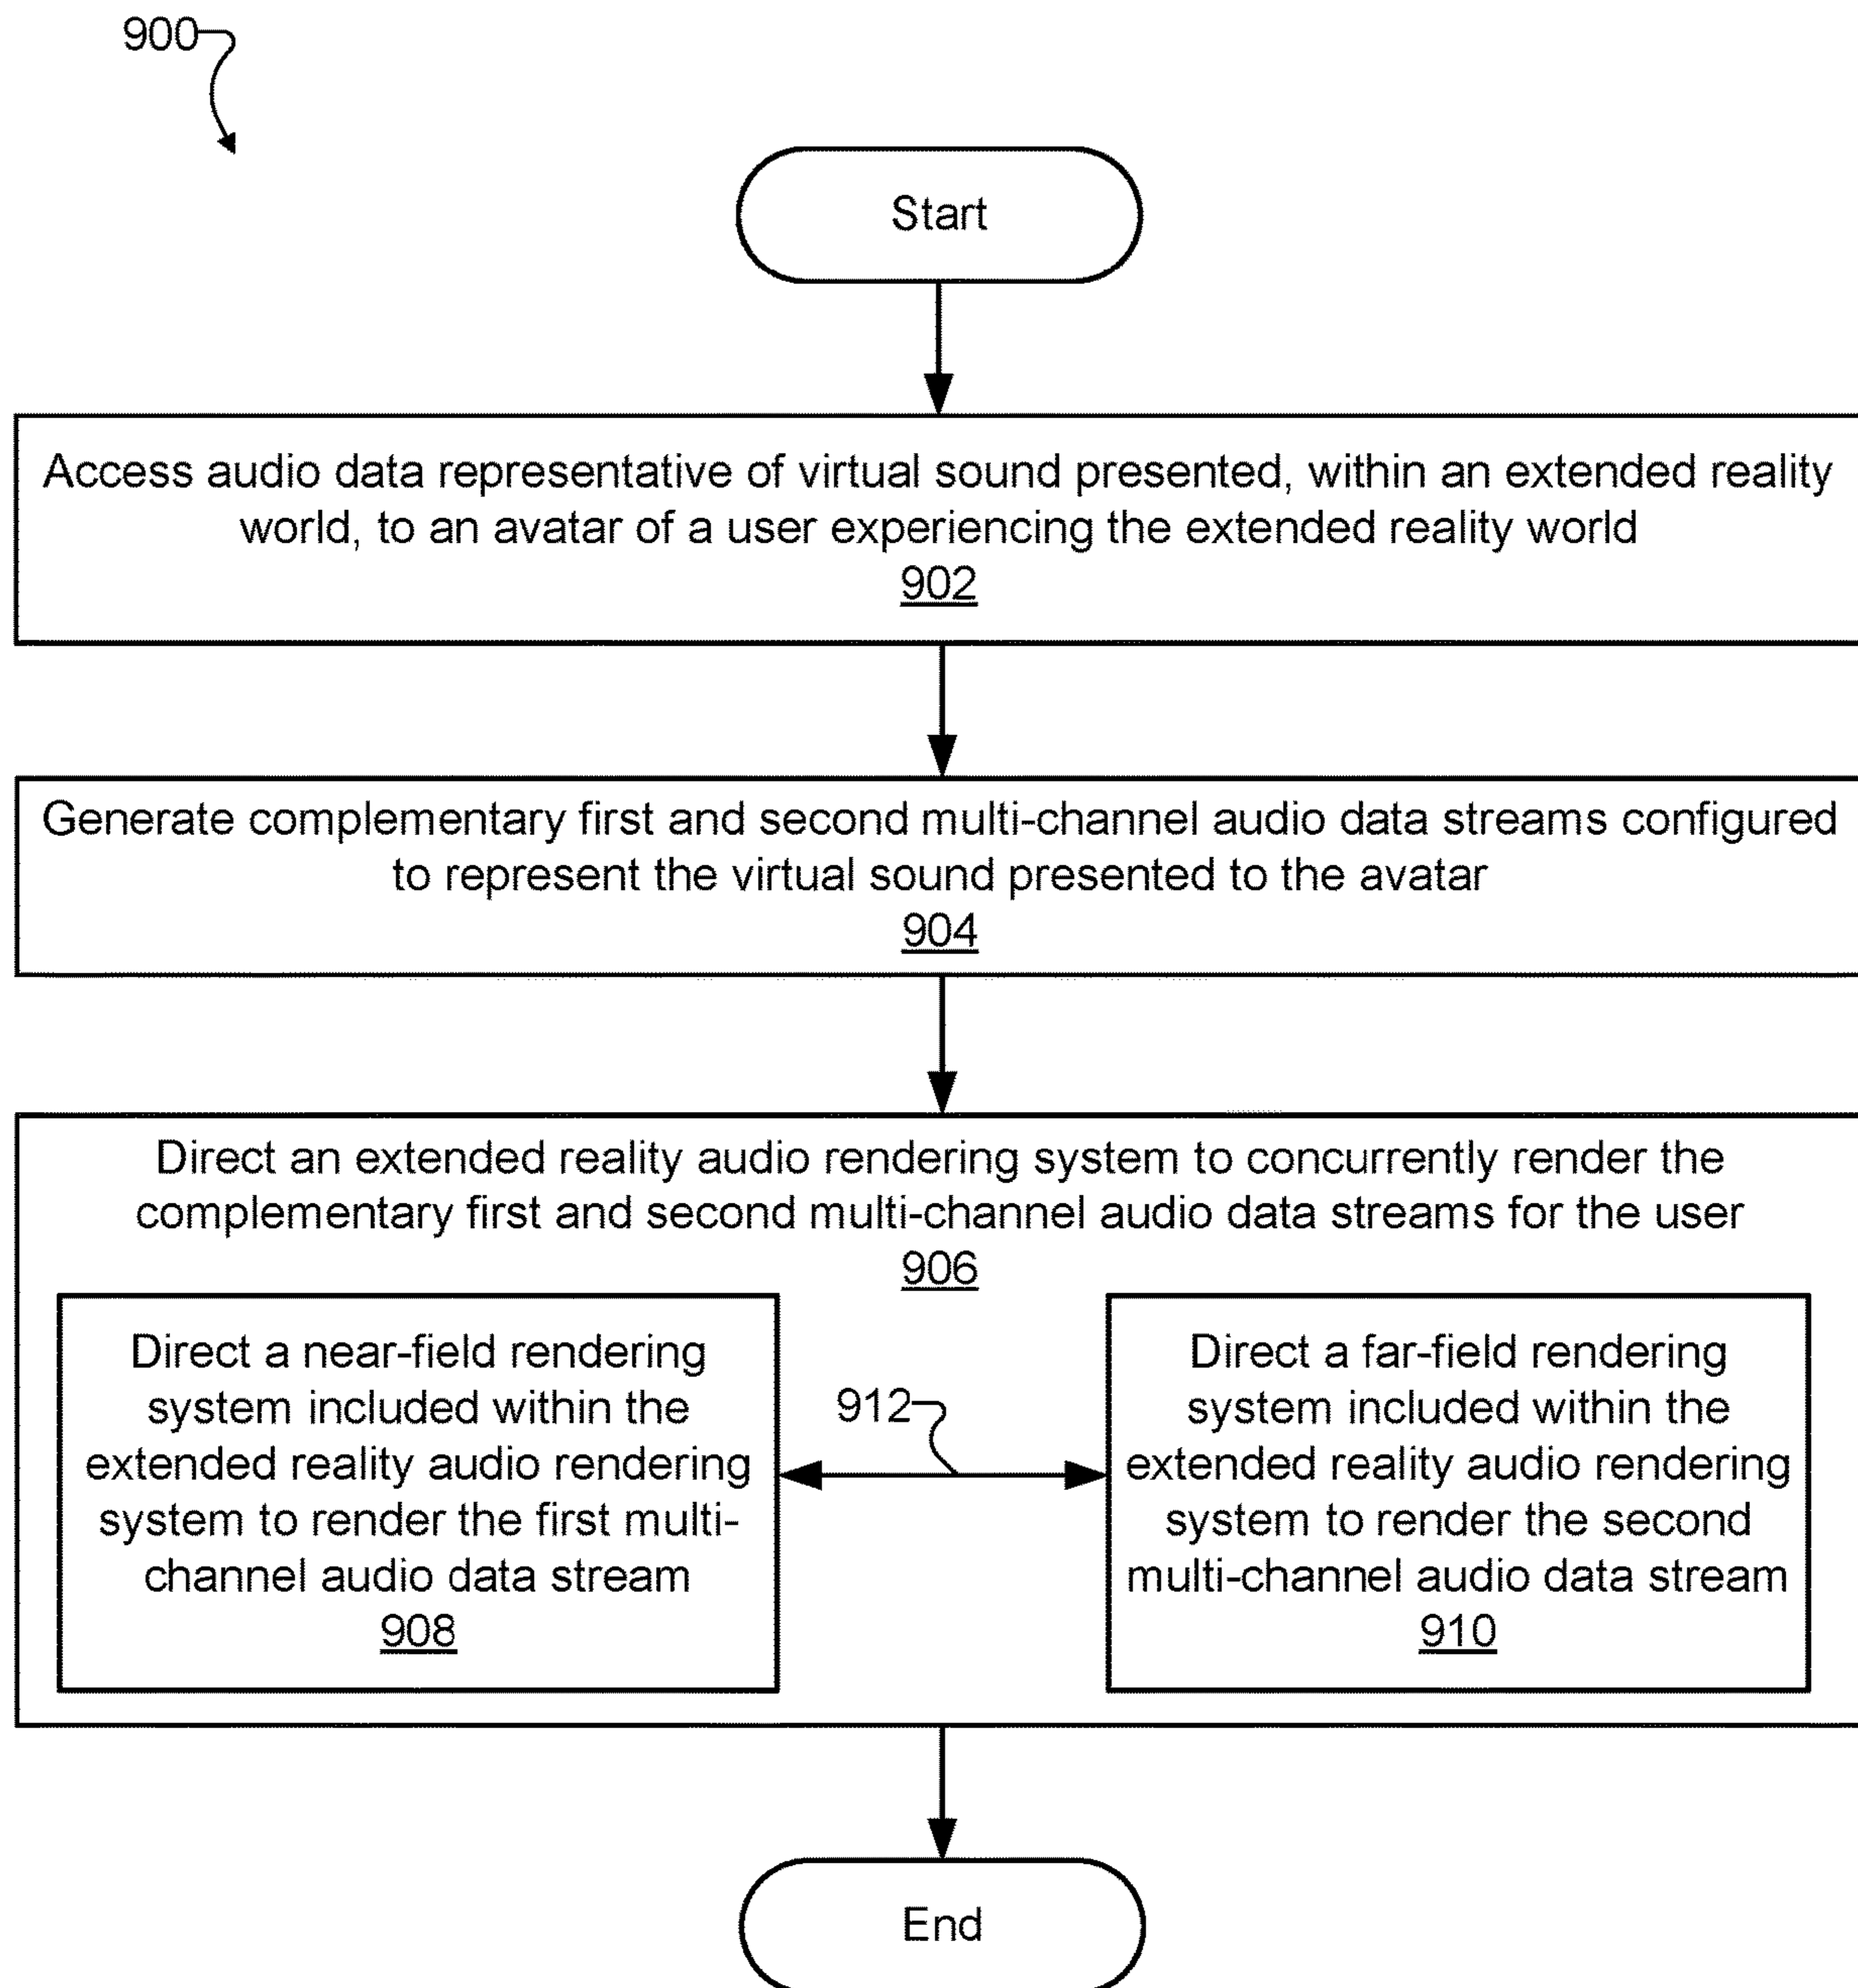 900
Start
Access audio data representative of virtual sound presented, within an extended reality
world, to an avatar of a user experiencing the extended reality world
902
Generate complementary first and second multi-channel audio data streams configured
to represent the virtual sound presented to the avatar
904
Direct an extended reality audio rendering system to concurrently render the
complementary first and second multi-channel audio data streams for the user
906
Direct a near-field rendering
system included within the
extended reality audio rendering
system to render the first multi-
channel audio data stream
908
912
Direct a far-field rendering
system included within the
extended reality audio rendering
system to render the second
multi-channel audio data stream
910
End